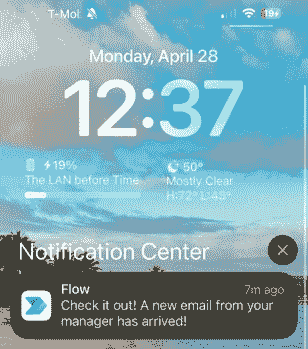 T-Mo
19
Monday, April 28
12:37
19%
The LAN before Time
50°
Mostly Clear
H:72° L:45°
Notification Center
Flow
7m ago
Check it out! A new email from your
manager has arrived!